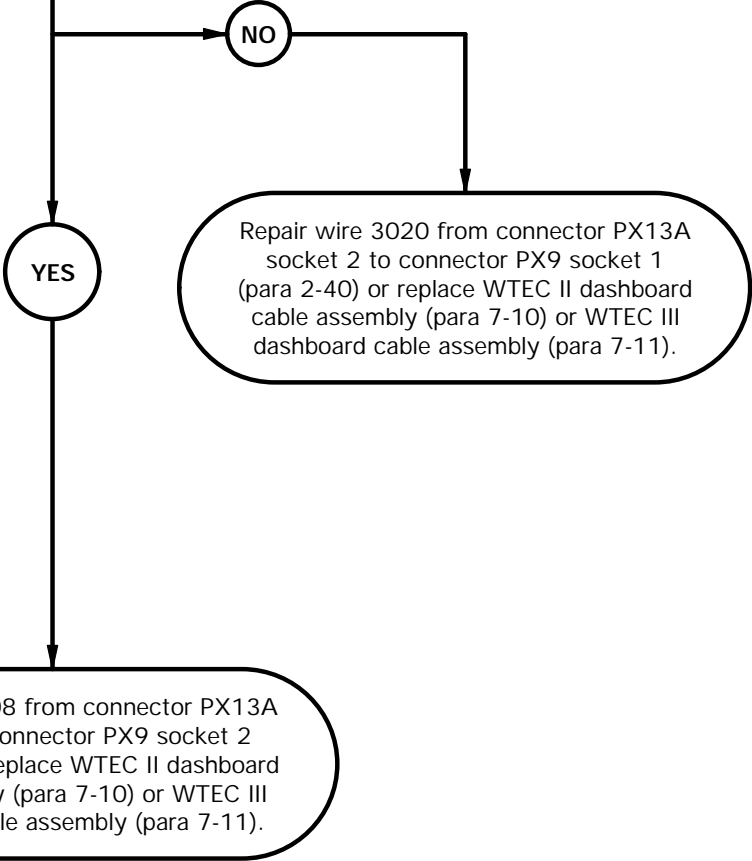 NO
Repair wire 3020 from connector PX13A
socket 2 to connector PX9 socket 1
(para 2-40) or replace WTEC II dashboard
cable assembly (para 7-10) or WTEC III
dashboard cable assembly (para 7-11).
YES
from connector PX13A
connector PX9 socket 2
replace WTEC II dashboard
(para 7-10) or WTEC III
assembly (para 7-11).